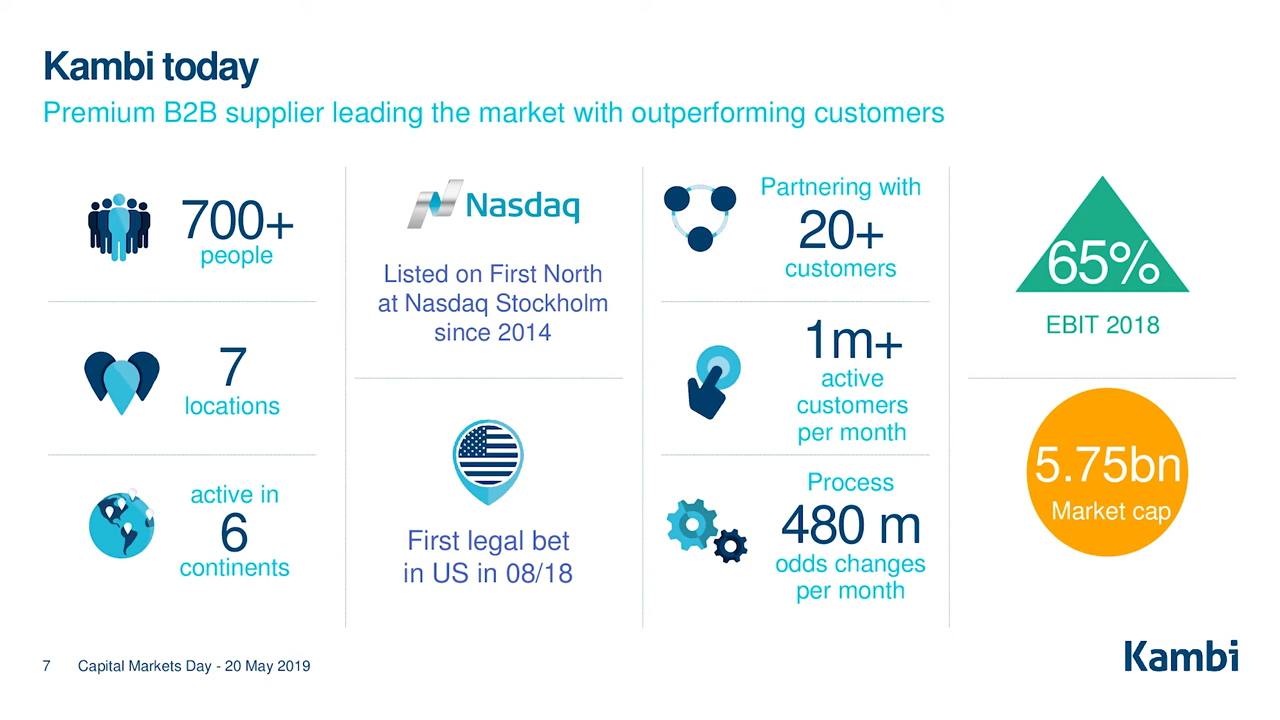 Kambi today
Premium B2B supplier leading the market with outperforming customers
700+
people
7
locations
active in
6
continents
Nasdaq
Listed on First North
at Nasdaq Stockholm
since 2014
First legal bet
in US in 08/18
Partnering with
20+
customers
1m+
active
customers
per month
Process
480 m
odds changes
per month
65%
EBIT 2018
5.75bn
Market cap
7 Capital Markets Day - 20 May 2019
Kambi